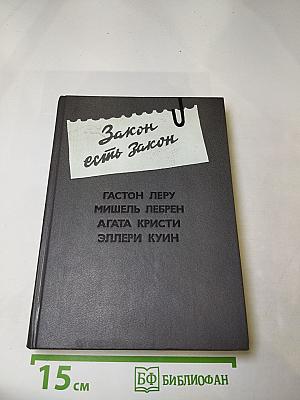 Закон
есть закон
ГАСТОН ЛЕРУ
МИШЕЛЬ ЛЕБРЕН
АГАТА КРИСТИ
ЭЛЛЕРИ КУИН
15 см
БФ БИБЛИОФАН